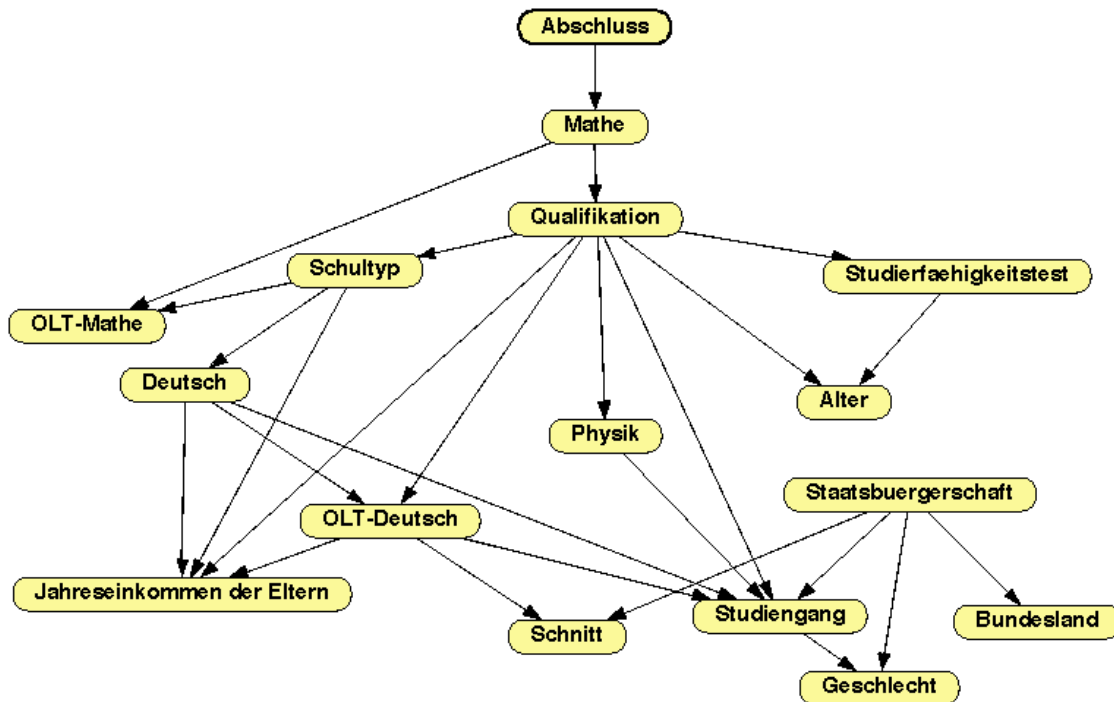 Abschluss
Mathe
Qualifikation
Schultyp
Studierfaehigkeitstest
OLT-Mathe
Deutsch
Alter
Physik
Staatsbuergerschaft
OLT-Deutsch
Jahreseinkommen der Eltern
Studiengang
Bundesland
Schnitt
Geschlecht